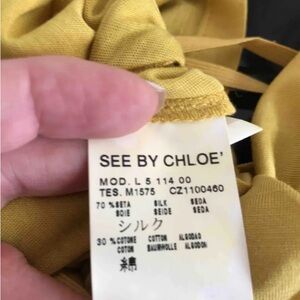 SEE BY CHLOE'
MOD. L 5 114 00
TES. M1575 CZ1100460
70 % SETA SILK SEDA
SOIE SEIDE SEDA
シルク
30 % COTONE COTTON ALGODAO
COTON BAUMWOLLE ALGODON
綿